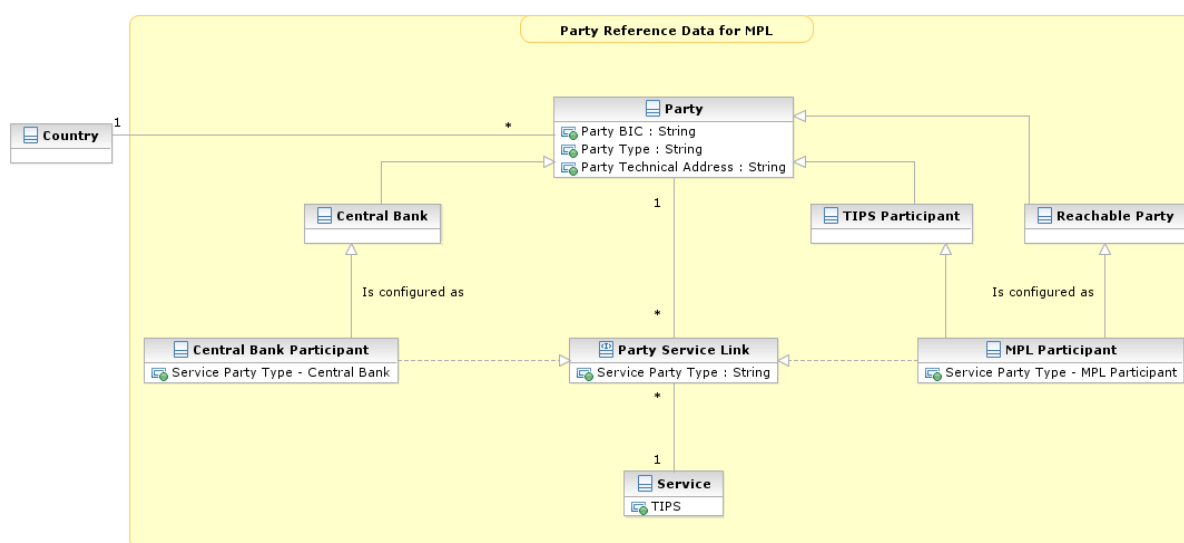 Party Reference Data for MPL
Party
Party BIC : String
Party Type : String
Party Technical Address : String
1
*
Country
Central Bank
TIPS Participant
Reachable Party
1
Is configured as
Is configured as
*
Central Bank Participant
Service Party Type - Central Bank
Party Service Link
Service Party Type : String
MPL Participant
Service Party Type - MPL Participant
*
1
Service
TIPS